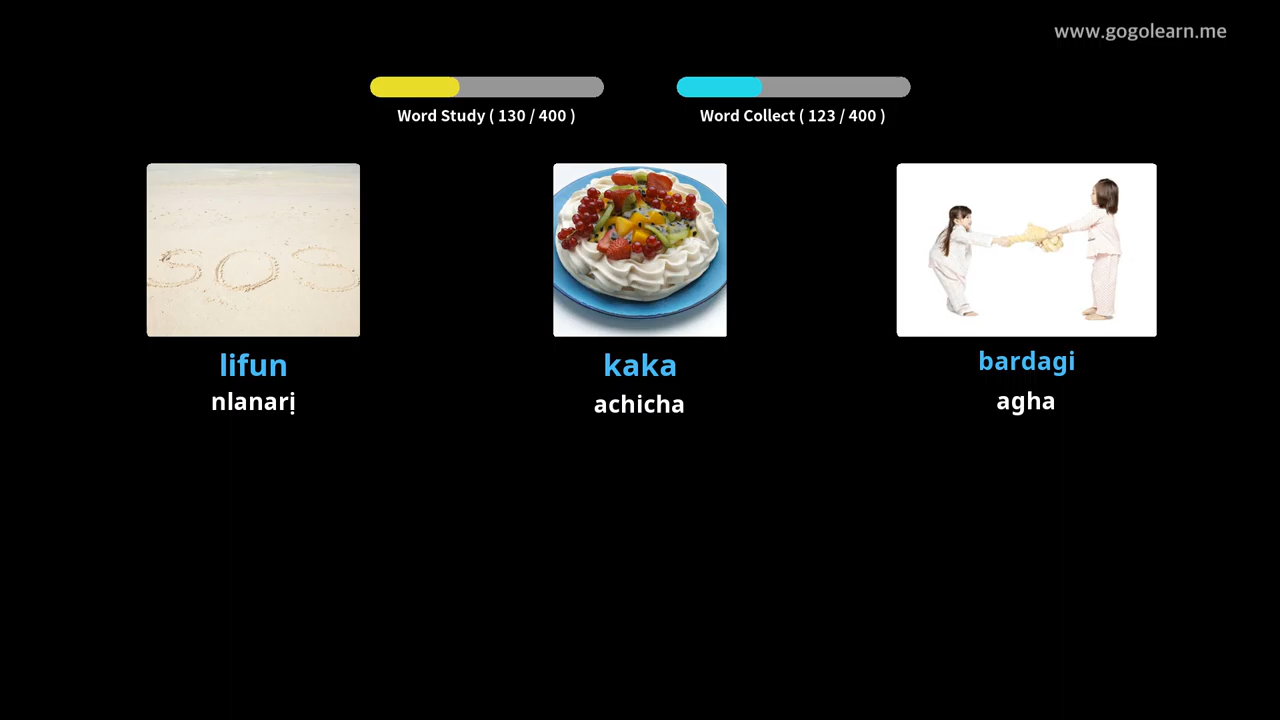 www.gogolearn.me
Word Study ( 130 / 400 )
Word Collect ( 123 / 400 )
SOS
lifun
kaka
bardagi
nlanarị
achicha
agha